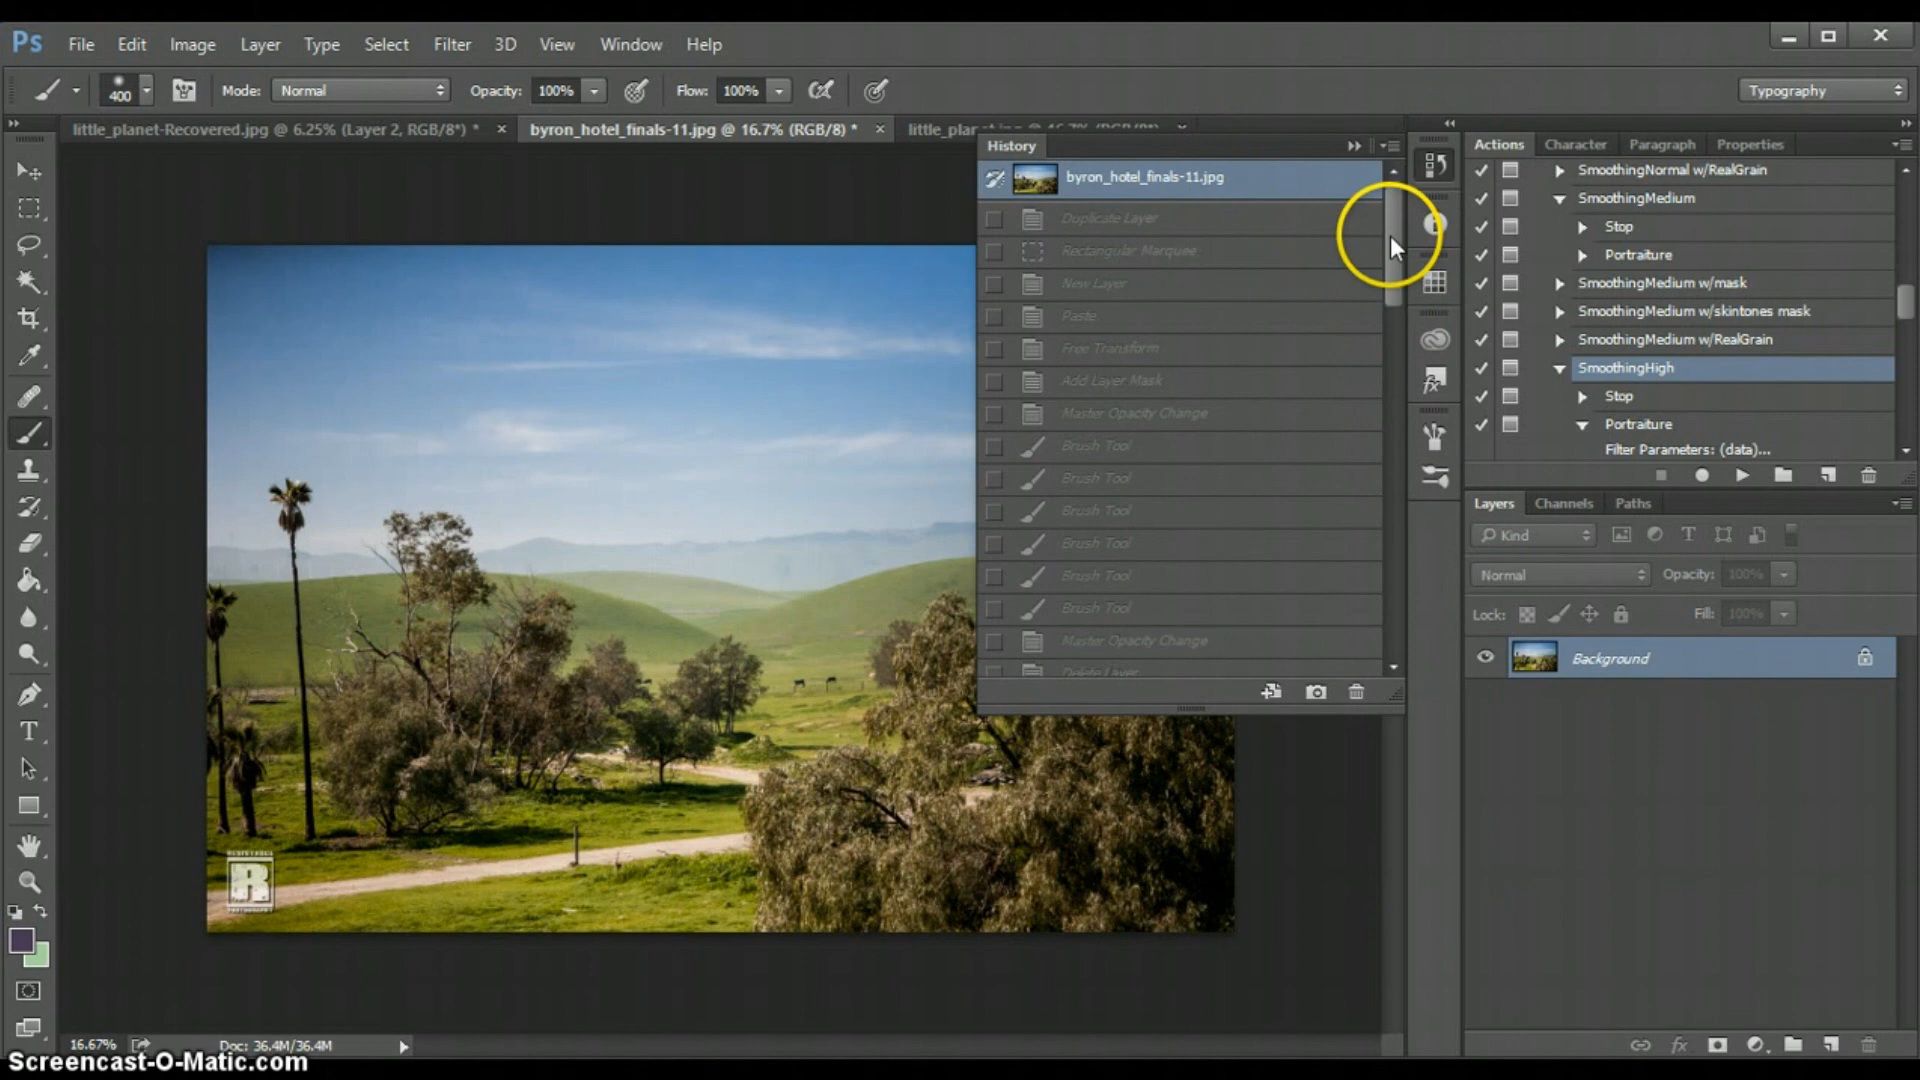 Ps File Edit Image Layer Type Select Filter 3D View Window Help
400 Mode: Normal Opacity: 100% Flow: 100% Typography
little_planet-Recovered.jpg @ 6.25% (Layer 2, RGB/8*) * × byron_hotel_finals-11.jpg @ 16.7% (RGB/8) * ×
History
byron_hotel_finals-11.jpg
Duplicate Layer
Rectangular Marquee
New Layer
Paste
Free Transform
Add Layer Mask
Master Opacity Change
Brush Tool
Brush Tool
Brush Tool
Brush Tool
Brush Tool
Brush Tool
Master Opacity Change
Delete Layer
Actions Character Paragraph Properties
SmoothingNormal w/RealGrain
SmoothingMedium
Stop
Portraiture
SmoothingMedium w/mask
SmoothingMedium w/skintones mask
SmoothingMedium w/RealGrain
SmoothingHigh
Stop
Portraiture
Filter Parameters: (data)...
Layers Channels Paths
Kind
Normal Opacity: 100%
Lock: Fill: 100%
Background
R
16.67% Doc: 36.4M/36.4M
Screencast-O-Matic.com